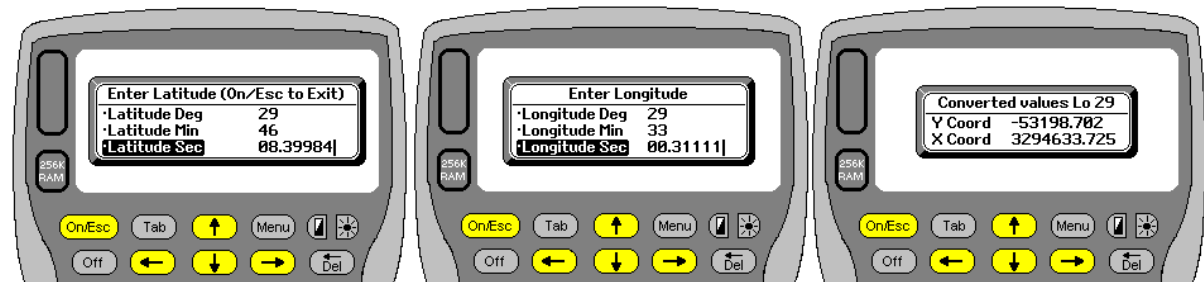 Enter Latitude (On/Esc to Exit)
·Latitude Deg 29
·Latitude Min 46
·Latitude Sec 08.39984
256K
RAM
On/Esc Tab Menu
Off Del
Enter Longitude
·Longitude Deg 29
·Longitude Min 33
·Longitude Sec 00.31111
256K
RAM
On/Esc Tab Menu
Off Del
Converted values Lo 29
Y Coord -53198.702
X Coord 3294633.725
256K
RAM
On/Esc Tab Menu
Off Del